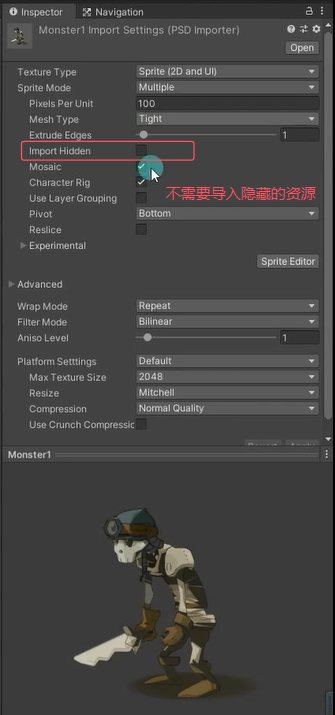 Inspector Navigation
Monster1 Import Settings (PSD Importer)
Open
Texture Type Sprite (2D and UI)
Sprite Mode Multiple
Pixels Per Unit 100
Mesh Type Tight
Extrude Edges 1
Import Hidden
Mosaic
Character Rig
不需要导入隐藏的资源
Use Layer Grouping
Pivot Bottom
Reslice
Experimental
Sprite Editor
Advanced
Wrap Mode Repeat
Filter Mode Bilinear
Aniso Level 1
Platform Setttings Default
Max Texture Size 2048
Resize Mitchell
Compression Normal Quality
Use Crunch Compressic
Monster1